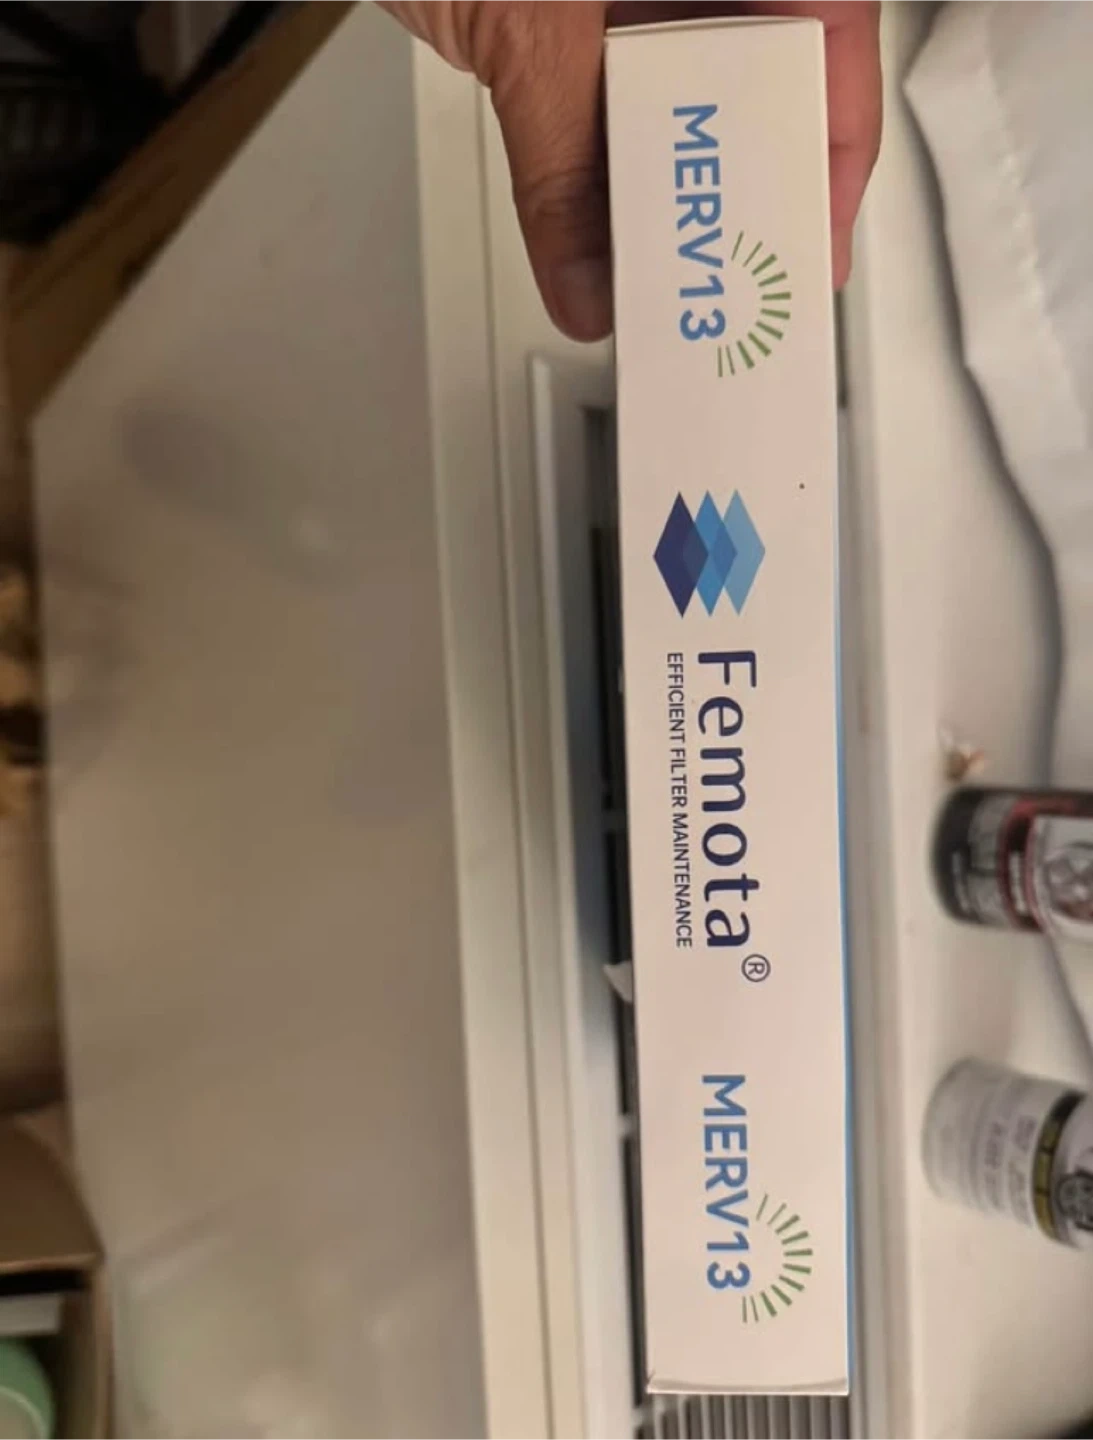 MERV13
Femota®
EFFICIENT FILTER MAINTENANCE
MERV13